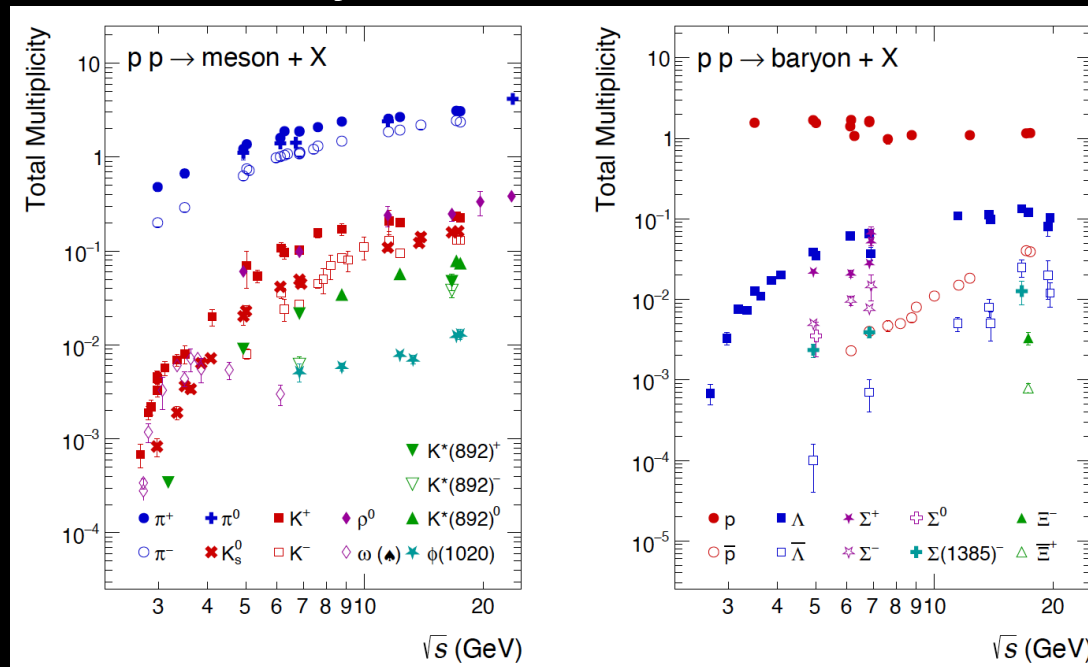 p p → meson + X
Total Multiplicity
10
1
10⁻¹
10⁻²
10⁻³
10⁻⁴
K*(892)⁺
K*(892)⁻
K*(892)⁰
π⁺ π⁰ K⁺ ρ⁰
π⁻ K⁰ₛ K⁻ ω (♠) ϕ(1020)
3 4 5 6 7 8 9 10 20
√s (GeV)
p p → baryon + X
Total Multiplicity
10
1
10⁻¹
10⁻²
10⁻³
10⁻⁴
10⁻⁵
p Λ Σ⁺ Σ⁰ Ξ⁻
p̅ Λ̅ Σ⁻ Σ(1385)⁻ Ξ̅⁺
3 4 5 6 7 8 9 10 20
√s (GeV)